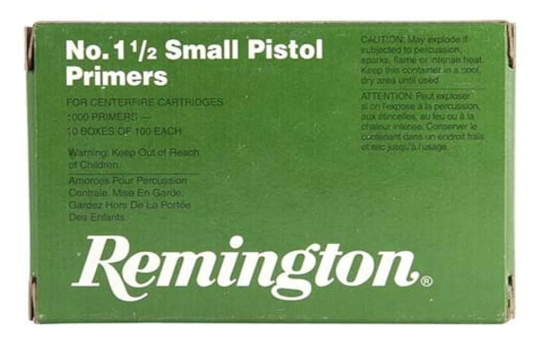 No. 1 1/2 Small Pistol
Primers
FOR CENTERFIRE CARTRIDGES
1000 PRIMERS —
10 BOXES OF 100 EACH
Warning: Keep Out of Reach
of Children.
Amorces Pour Percussion
Centrale. Mise En Garde.
Gardez Hors De La Portée
Des Enfants.
CAUTION: May explode if
subjected to percussion,
sparks, flame or intense heat.
Keep this container in a cool,
dry area until used.
ATTENTION: Peut exploser
si on l'expose à la percussion,
aux étincelles, au feu ou à la
chaleur intense. Conserver le
contenant dans un endroit frais
et sec jusqu'à l'usage.
Remington®